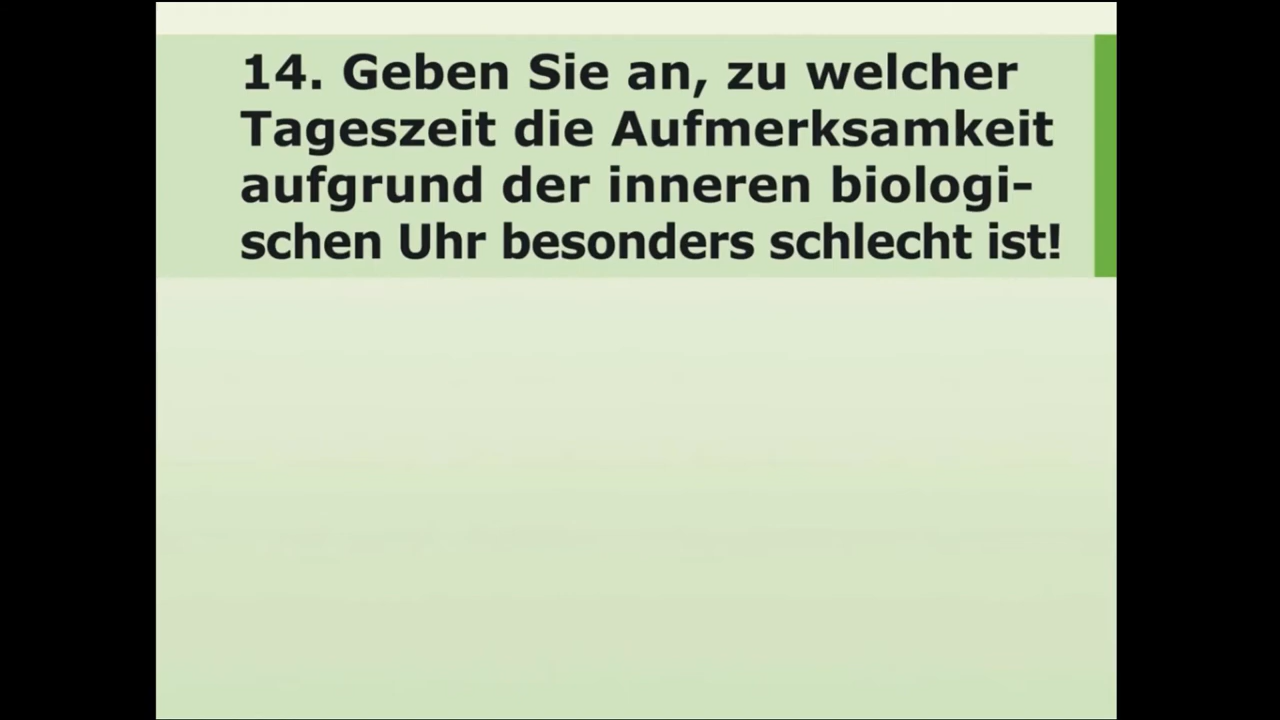 14. Geben Sie an, zu welcher
Tageszeit die Aufmerksamkeit
aufgrund der inneren biologi-
schen Uhr besonders schlecht ist!